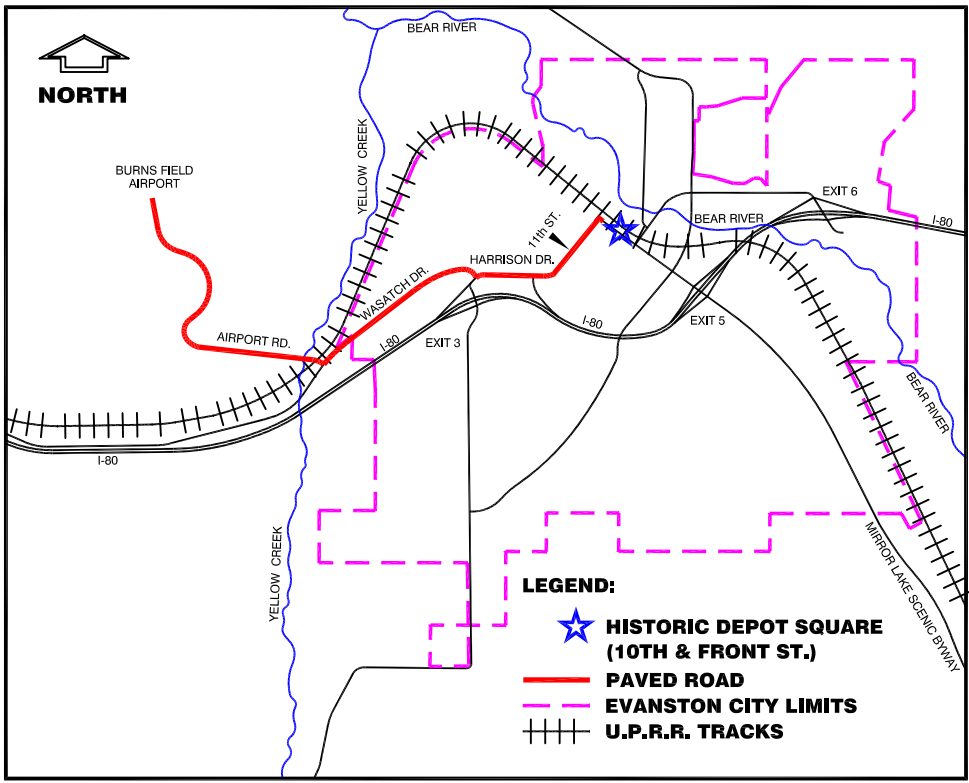 BEAR RIVER
NORTH
YELLOW CREEK
BURNS FIELD
AIRPORT
EXIT 6
I-80
11th ST.
BEAR RIVER
HARRISON DR.
WASATCH DR.
AIRPORT RD.
I-80
EXIT 3
I-80
EXIT 5
BEAR RIVER
I-80
YELLOW CREEK
MIRROR LAKE SCENIC BYWAY
LEGEND:
HISTORIC DEPOT SQUARE
(10TH & FRONT ST.)
PAVED ROAD
EVANSTON CITY LIMITS
U.P.R.R. TRACKS